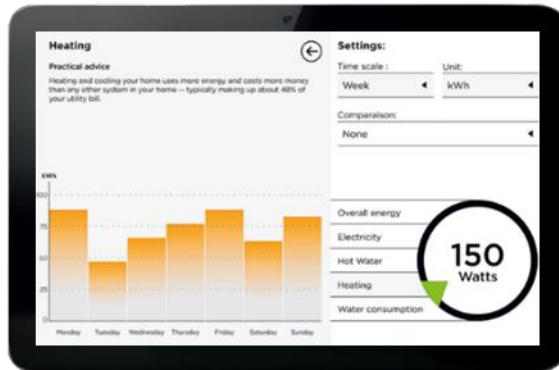 Heating
Practical advice
Heating and cooling your home uses more energy and costs more money
than any other system in your home -- typically making up about 48% of
your utility bill.
kWh
100
75
50
25
0
Monday Tuesday Wednesday Thursday Friday Saturday Sunday
Settings:
Time scale : Unit:
Week kWh
Comparaison:
None
Overall energy
Electricity
Hot Water
Heating
Water consumption
150
Watts